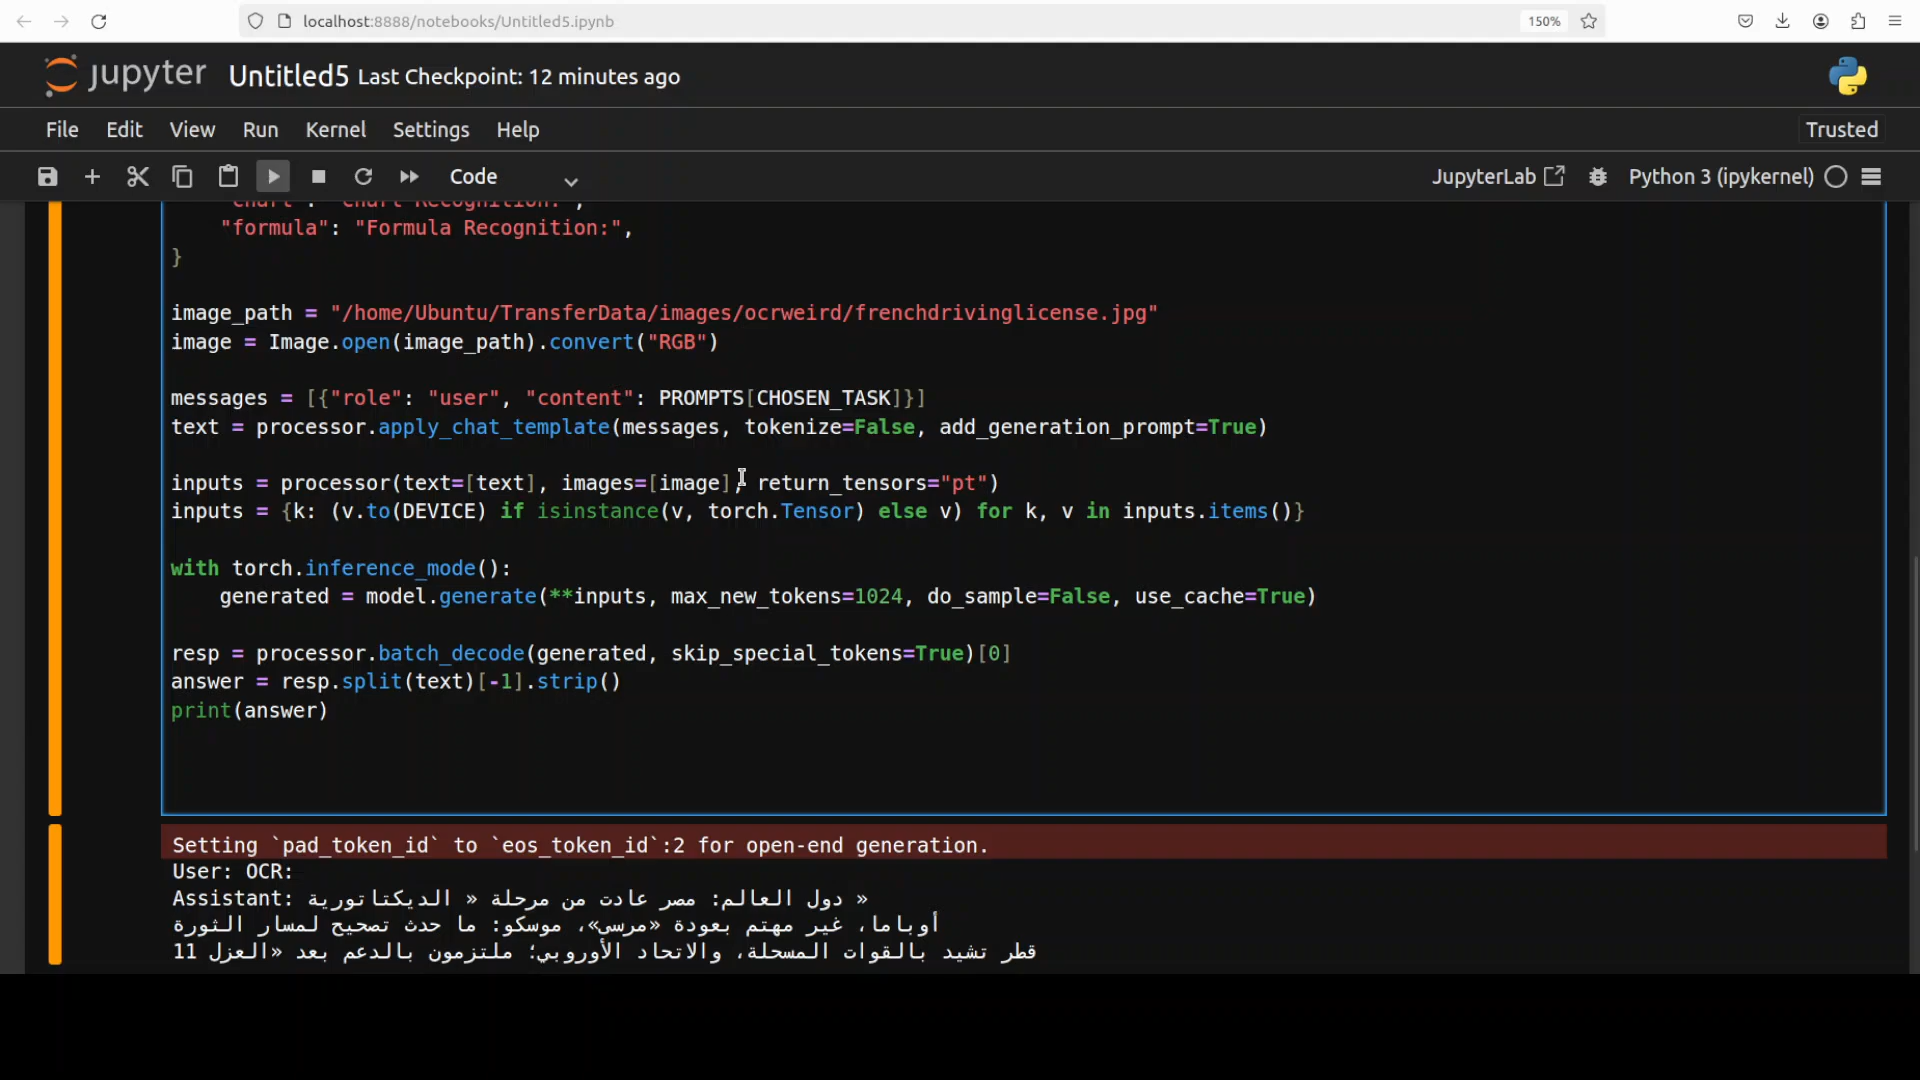 localhost:8888/notebooks/Untitled5.ipynb
150%
jupyter Untitled5 Last Checkpoint: 12 minutes ago
File Edit View Run Kernel Settings Help
Trusted
Code
JupyterLab
Python 3 (ipykernel)
"chart": "Chart Recognition:",
"formula": "Formula Recognition:",
}
image_path = "/home/Ubuntu/TransferData/images/ocrweird/frenchdrivinglicense.jpg"
image = Image.open(image_path).convert("RGB")
messages = [{"role": "user", "content": PROMPTS[CHOSEN_TASK]}]
text = processor.apply_chat_template(messages, tokenize=False, add_generation_prompt=True)
inputs = processor(text=[text], images=[image], return_tensors="pt")
inputs = {k: (v.to(DEVICE) if isinstance(v, torch.Tensor) else v) for k, v in inputs.items()}
with torch.inference_mode():
generated = model.generate(**inputs, max_new_tokens=1024, do_sample=False, use_cache=True)
resp = processor.batch_decode(generated, skip_special_tokens=True)[0]
answer = resp.split(text)[-1].strip()
print(answer)
Setting `pad_token_id` to `eos_token_id`:2 for open-end generation.
User: OCR:
Assistant: دول العالم: مصر عادت من مرحلة « الديكتاتورية »
أوباما، غير مهتم بعودة «مرسى»، موسكو: ما حدث تصحيح لمسار الثورة
قطر تشيد بالقوات المسحلة، والاتحاد الأوروبي؛ ملتزمون بالدعم بعد «العزل 11